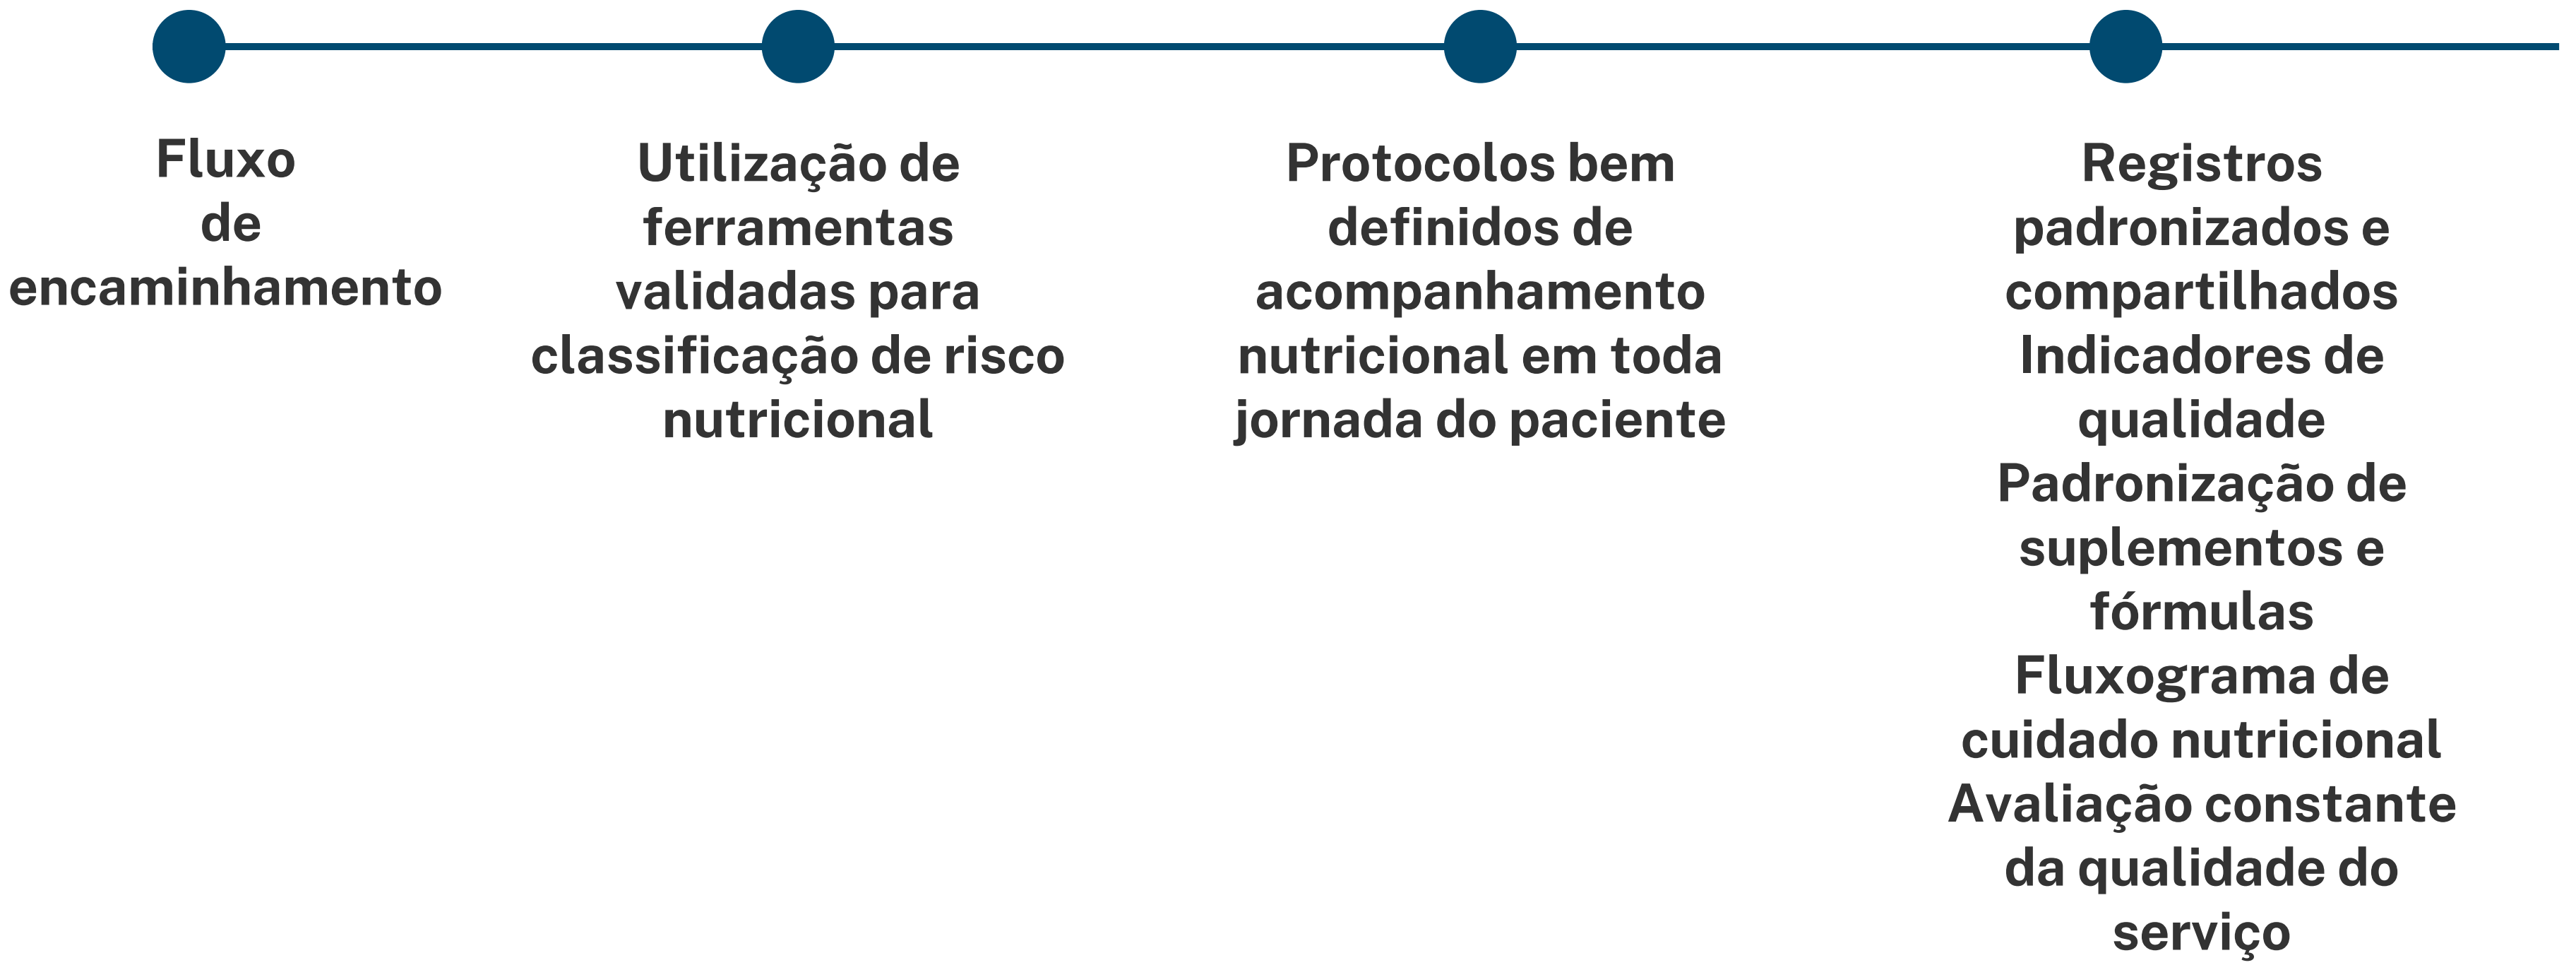 Fluxo
de
encaminhamento
Utilização de
ferramentas
validadas para
classificação de risco
nutricional
Protocolos bem
definidos de
acompanhamento
nutricional em toda
jornada do paciente
Registros
padronizados e
compartilhados
Indicadores de
qualidade
Padronização de
suplementos e
fórmulas
Fluxograma de
cuidado nutricional
Avaliação constante
da qualidade do
serviço